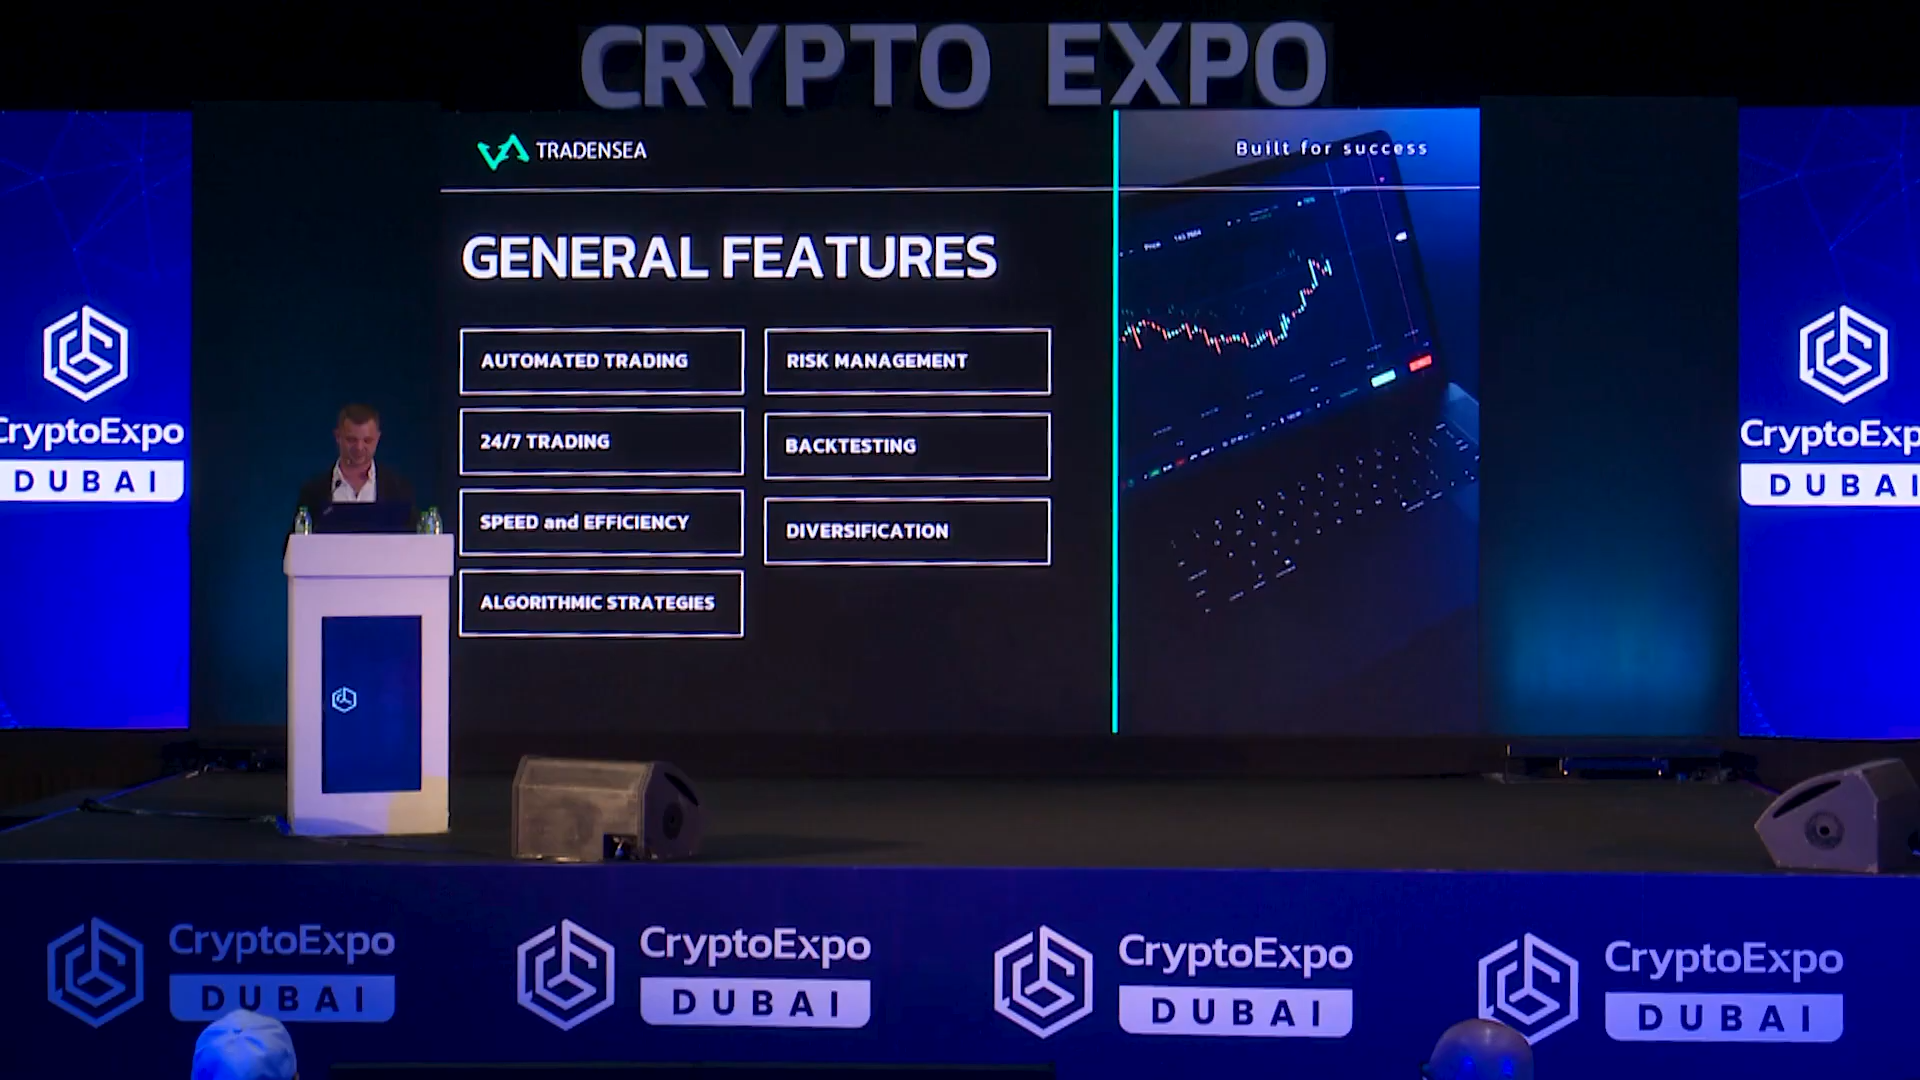 CRYPTO EXPO
TRADENSEA
Built for success
GENERAL FEATURES
AUTOMATED TRADING
24/7 TRADING
SPEED and EFFICIENCY
ALGORITHMIC STRATEGIES
RISK MANAGEMENT
BACKTESTING
DIVERSIFICATION
CryptoExpo
DUBAI
CryptoExp
DUBAI
CryptoExpo
DUBAI
CryptoExpo
DUBAI
CryptoExpo
DUBAI
CryptoExpo
DUBAI